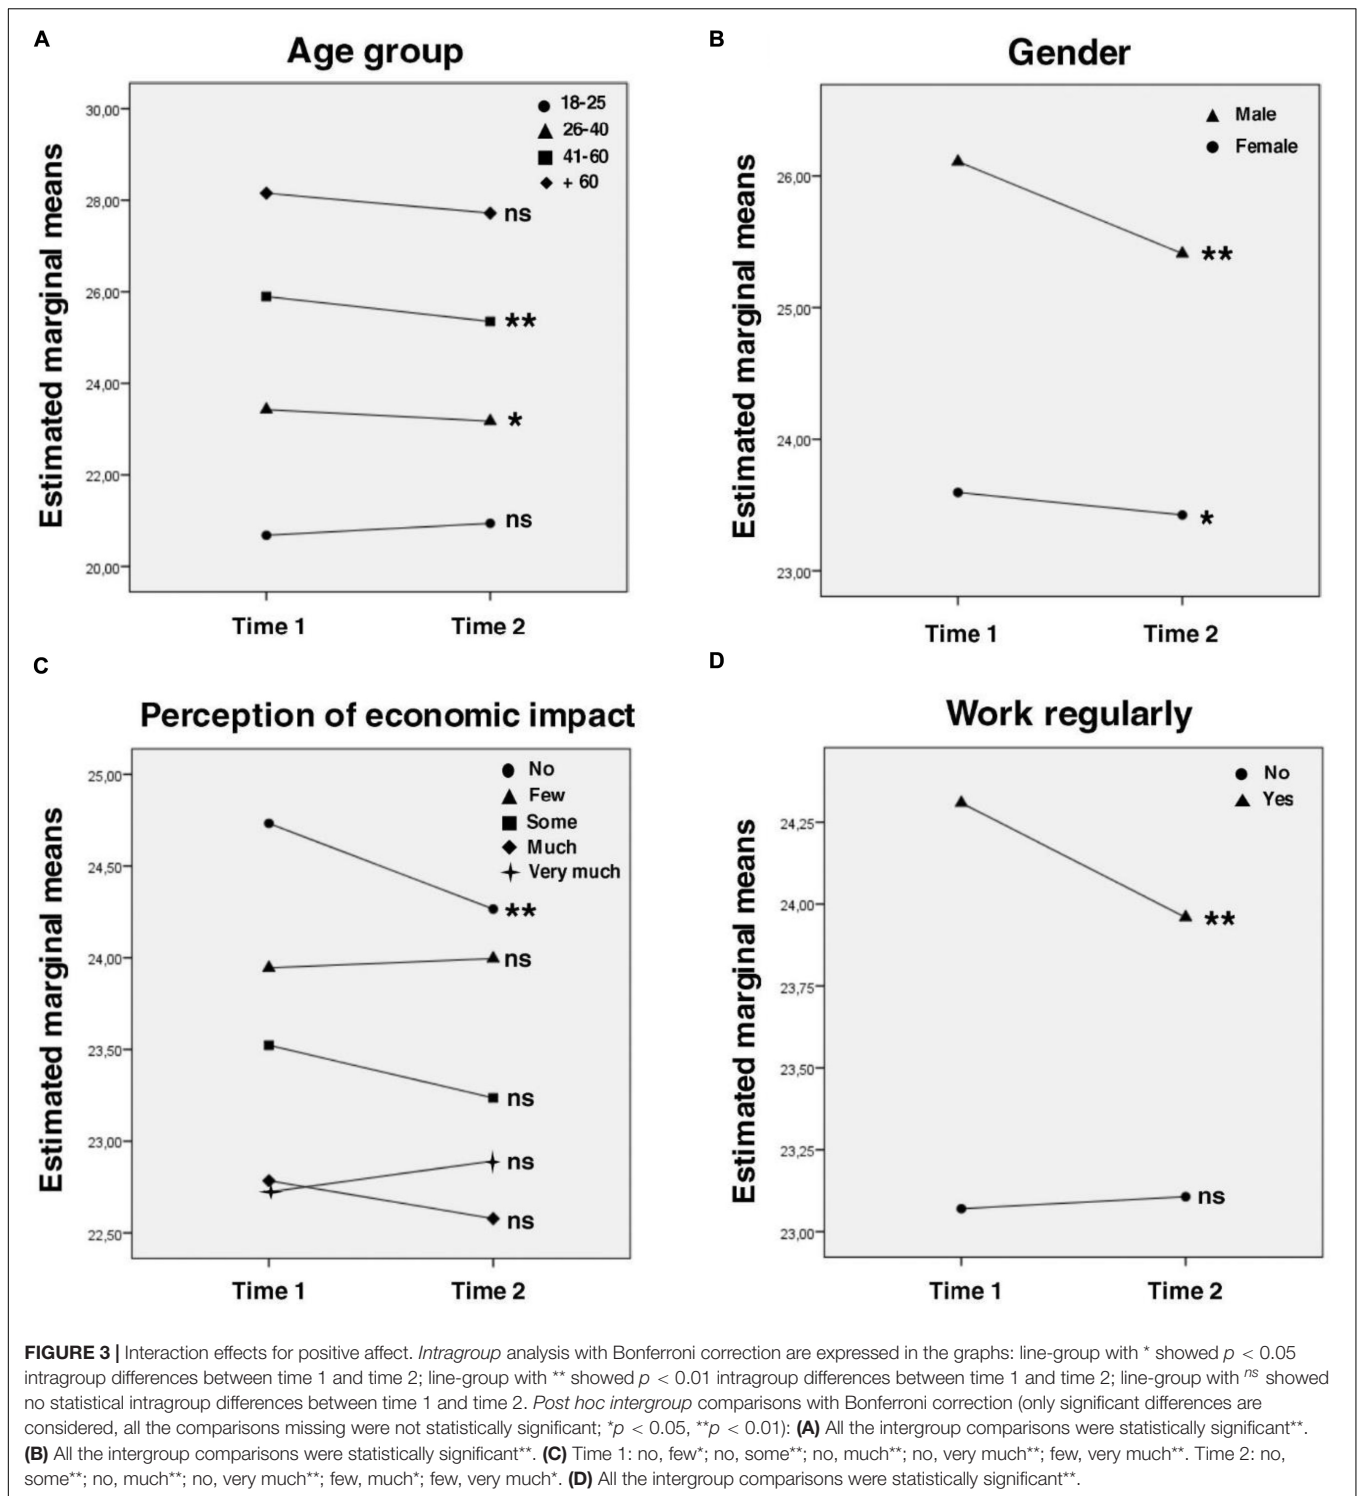 A
Age group
Estimated marginal means
30,00
28,00
26,00
24,00
22,00
20,00
18-25
26-40
41-60
+ 60
ns
**
*
ns
Time 1
Time 2
B
Gender
Estimated marginal means
26,00
25,00
24,00
23,00
Male
Female
**
*
Time 1
Time 2
C
Perception of economic impact
Estimated marginal means
25,00
24,50
24,00
23,50
23,00
22,50
No
Few
Some
Much
Very much
**
ns
ns
ns
ns
Time 1
Time 2
D
Work regularly
Estimated marginal means
24,25
24,00
23,75
23,50
23,25
23,00
No
Yes
**
ns
Time 1
Time 2
FIGURE 3 | Interaction effects for positive affect. Intragroup analysis with Bonferroni correction are expressed in the graphs: line-group with * showed p < 0.05
intragroup differences between time 1 and time 2; line-group with ** showed p < 0.01 intragroup differences between time 1 and time 2; line-group with ns showed
no statistical intragroup differences between time 1 and time 2. Post hoc intergroup comparisons with Bonferroni correction (only significant differences are
considered, all the comparisons missing were not statistically significant; *p < 0.05, **p < 0.01): (A) All the intergroup comparisons were statistically significant**.
(B) All the intergroup comparisons were statistically significant**. (C) Time 1: no, few*; no, some**; no, much**; no, very much**; few, very much**. Time 2: no,
some**; no, much**; no, very much**; few, much*; few, very much*. (D) All the intergroup comparisons were statistically significant**.